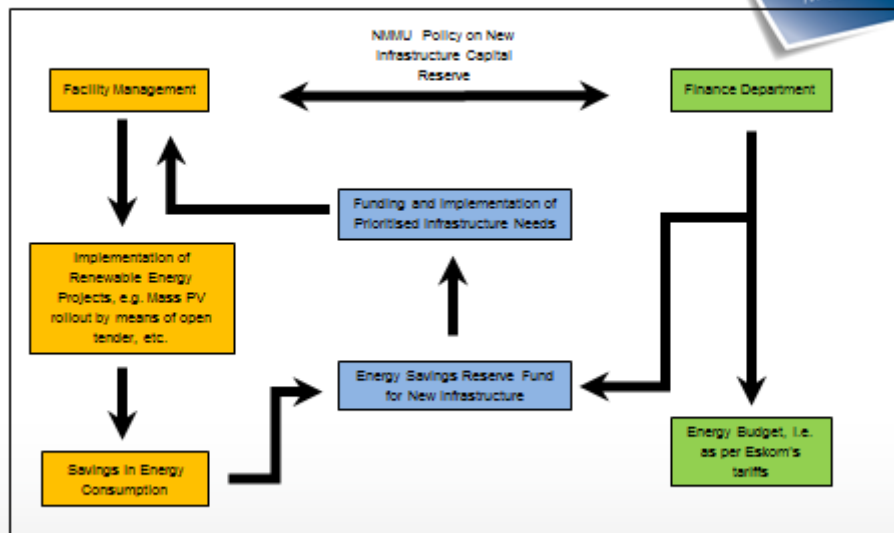 NMMU Policy on New
Infrastructure Capital
Reserve
Facility Management
Finance Department
Funding and Implementation of
Prioritised Infrastructure Needs
Implementation of
Renewable Energy
Projects, e.g. Mass PV
rollout by means of open
tender, etc.
Energy Savings Reserve Fund
for New Infrastructure
Energy Budget, i.e.
as per Eskom's
tariffs
Savings in Energy
Consumption